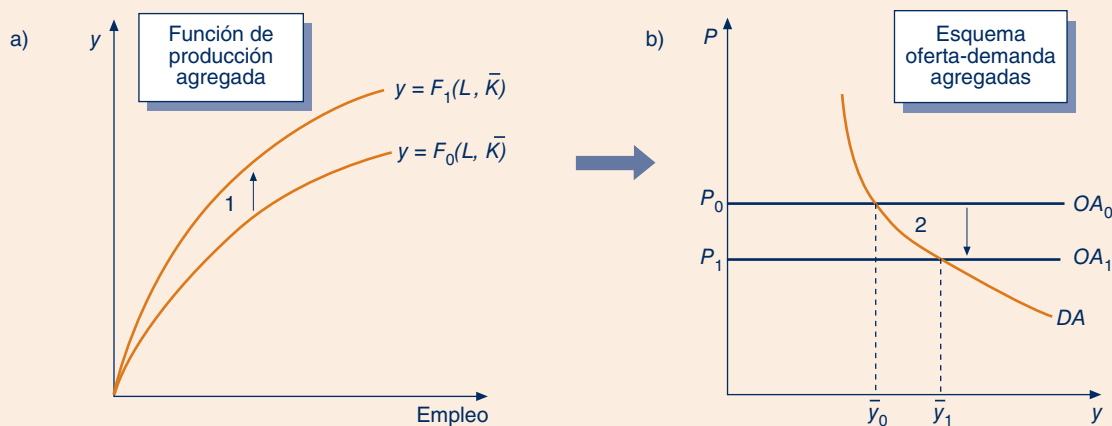 a)
y
Función de
producción
agregada
y = F₁(L, K̄)
y = F₀(L, K̄)
1
Empleo
b)
P
Esquema
oferta-demanda
agregadas
P₀
OA₀
2
P₁
OA₁
DA
ȳ₀
ȳ₁
y